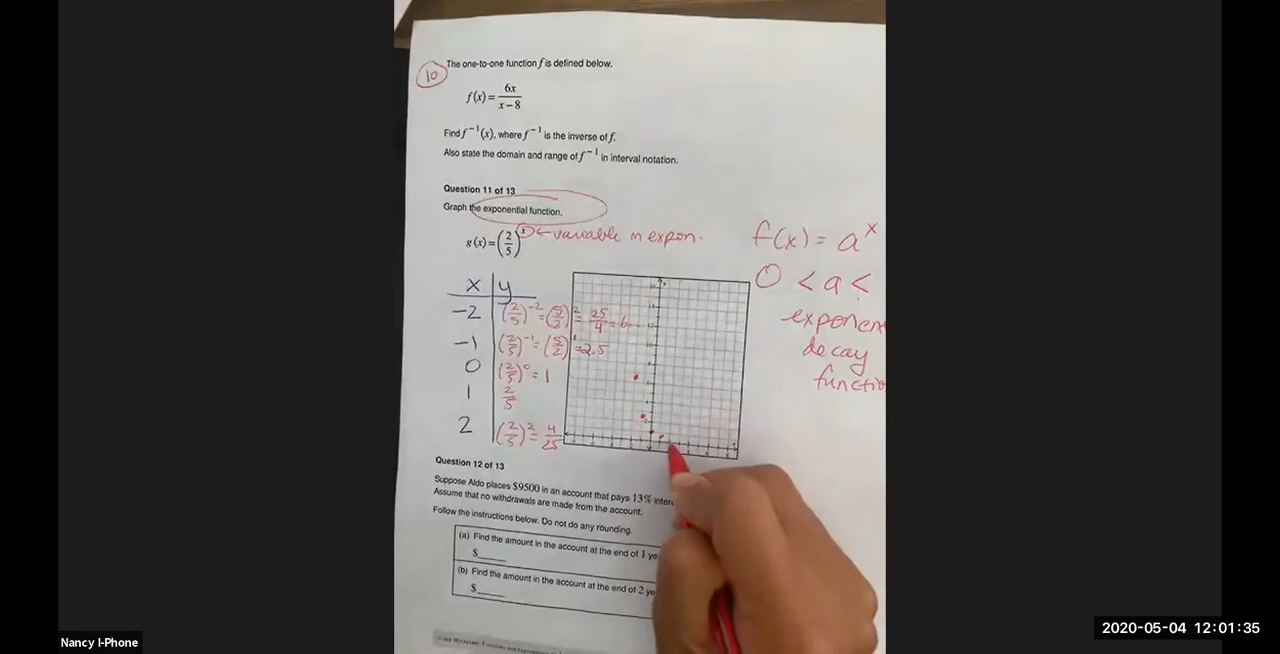 10
The one-to-one function f is defined below.
f(x) = 6x / x-8
Find f⁻¹(x), where f⁻¹ is the inverse of f.
Also state the domain and range of f⁻¹ in interval notation.
Question 11 of 13
Graph the exponential function.
g(x) = (2/5)^x ← variable in expon.
f(x) = a^x
0 < a <
decay
x | y
-2 | (2/5)^-2 = (5/2)^2 = 25/4 = 6
-1 | (2/5)^-1 = (5/2)^1 = 2.5
0 | (2/5)^0 = 1
1 | 2/5
2 | (2/5)^2 = 4/25
Question 12 of 13
Suppose Aldo places $9500 in an account that pays 13%
Assume that no withdrawals are made from the account.
Follow the instructions below. Do not do any rounding.
(a) Find the amount in the account at the end of 1
$
(b) Find the amount in the account at the end of 2
$
Nancy I-Phone
2020-05-04 12:01:35